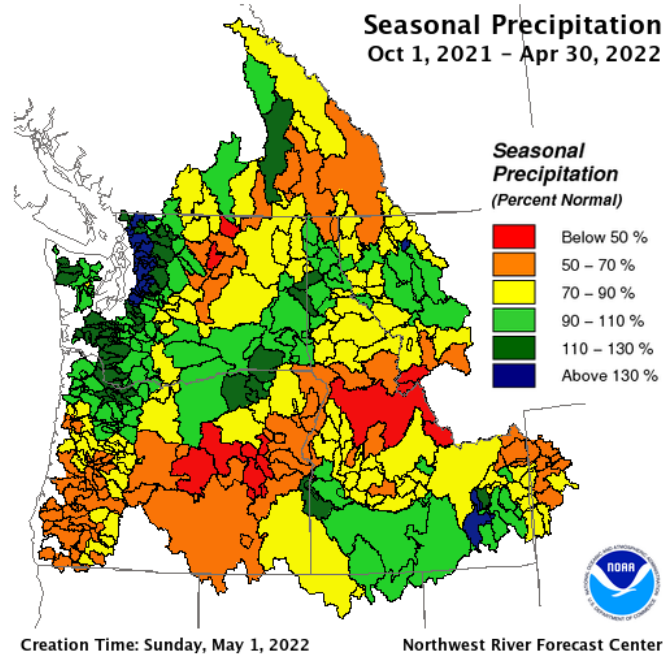 Seasonal Precipitation
Oct 1, 2021 – Apr 30, 2022
Seasonal
Precipitation
(Percent Normal)
Below 50 %
50 – 70 %
70 – 90 %
90 – 110 %
110 – 130 %
Above 130 %
NOAA
Creation Time: Sunday, May 1, 2022
Northwest River Forecast Center